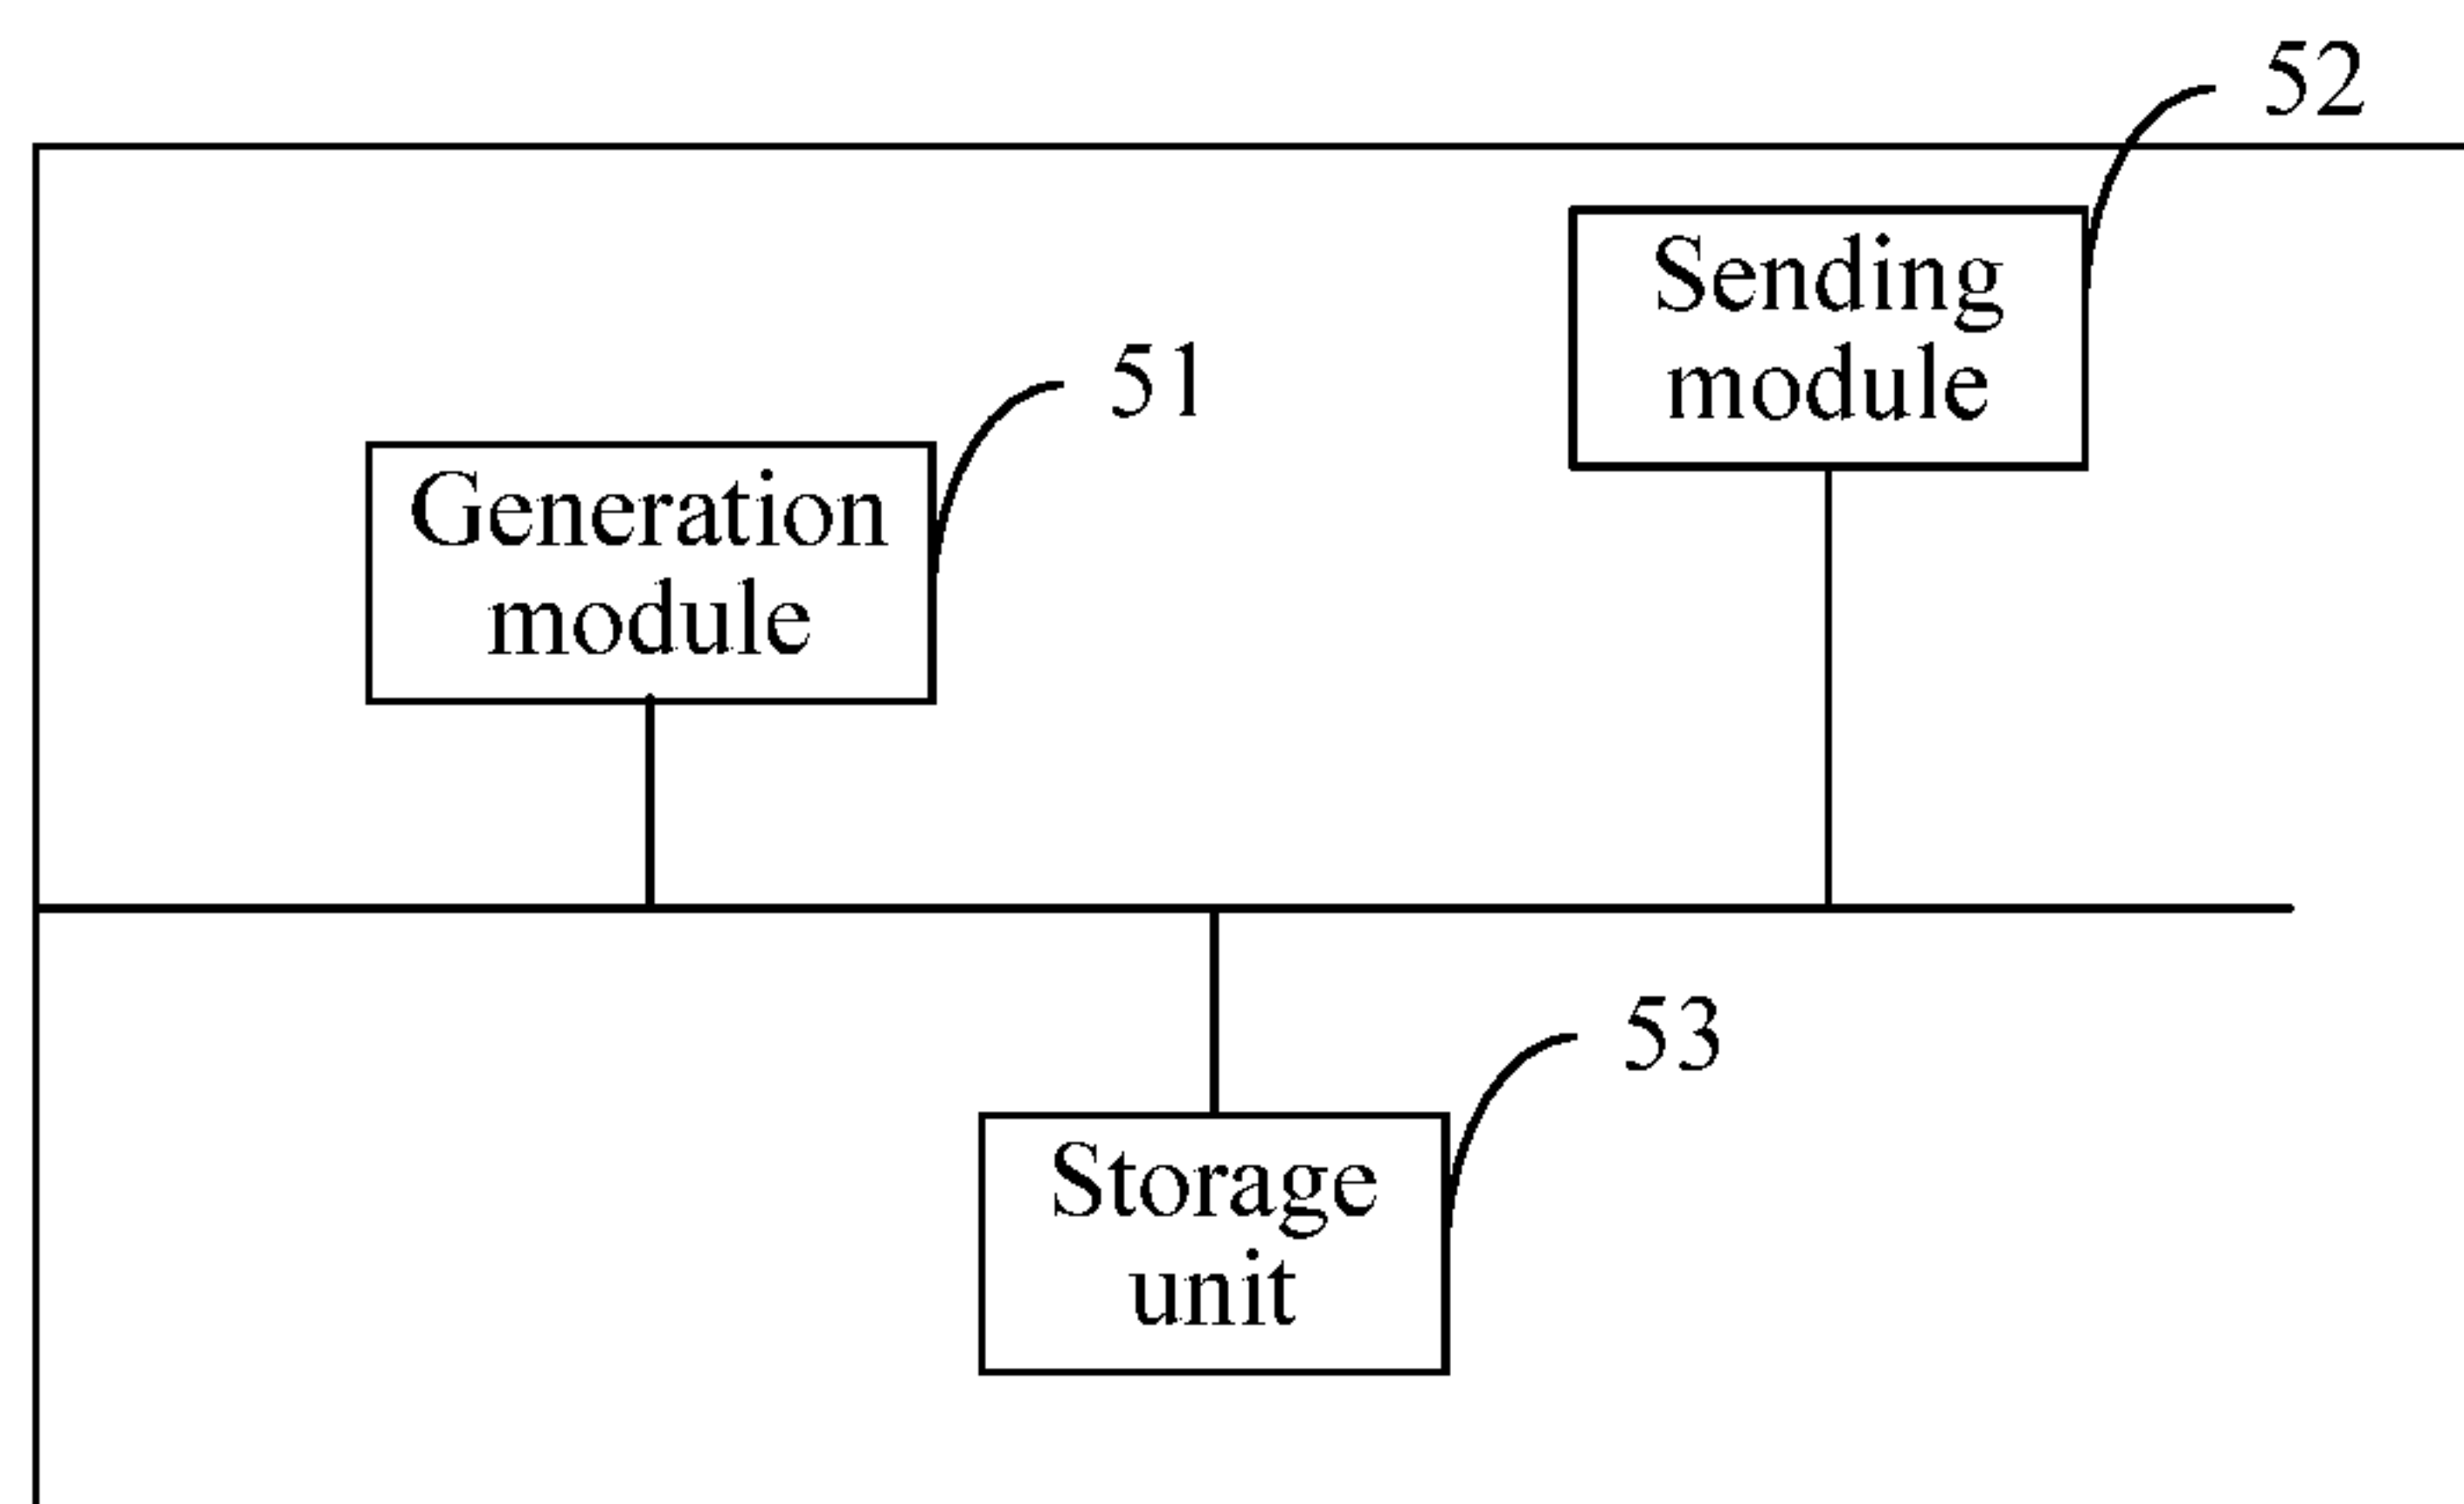 52
Sending
module
51
Generation
module
53
Storage
unit